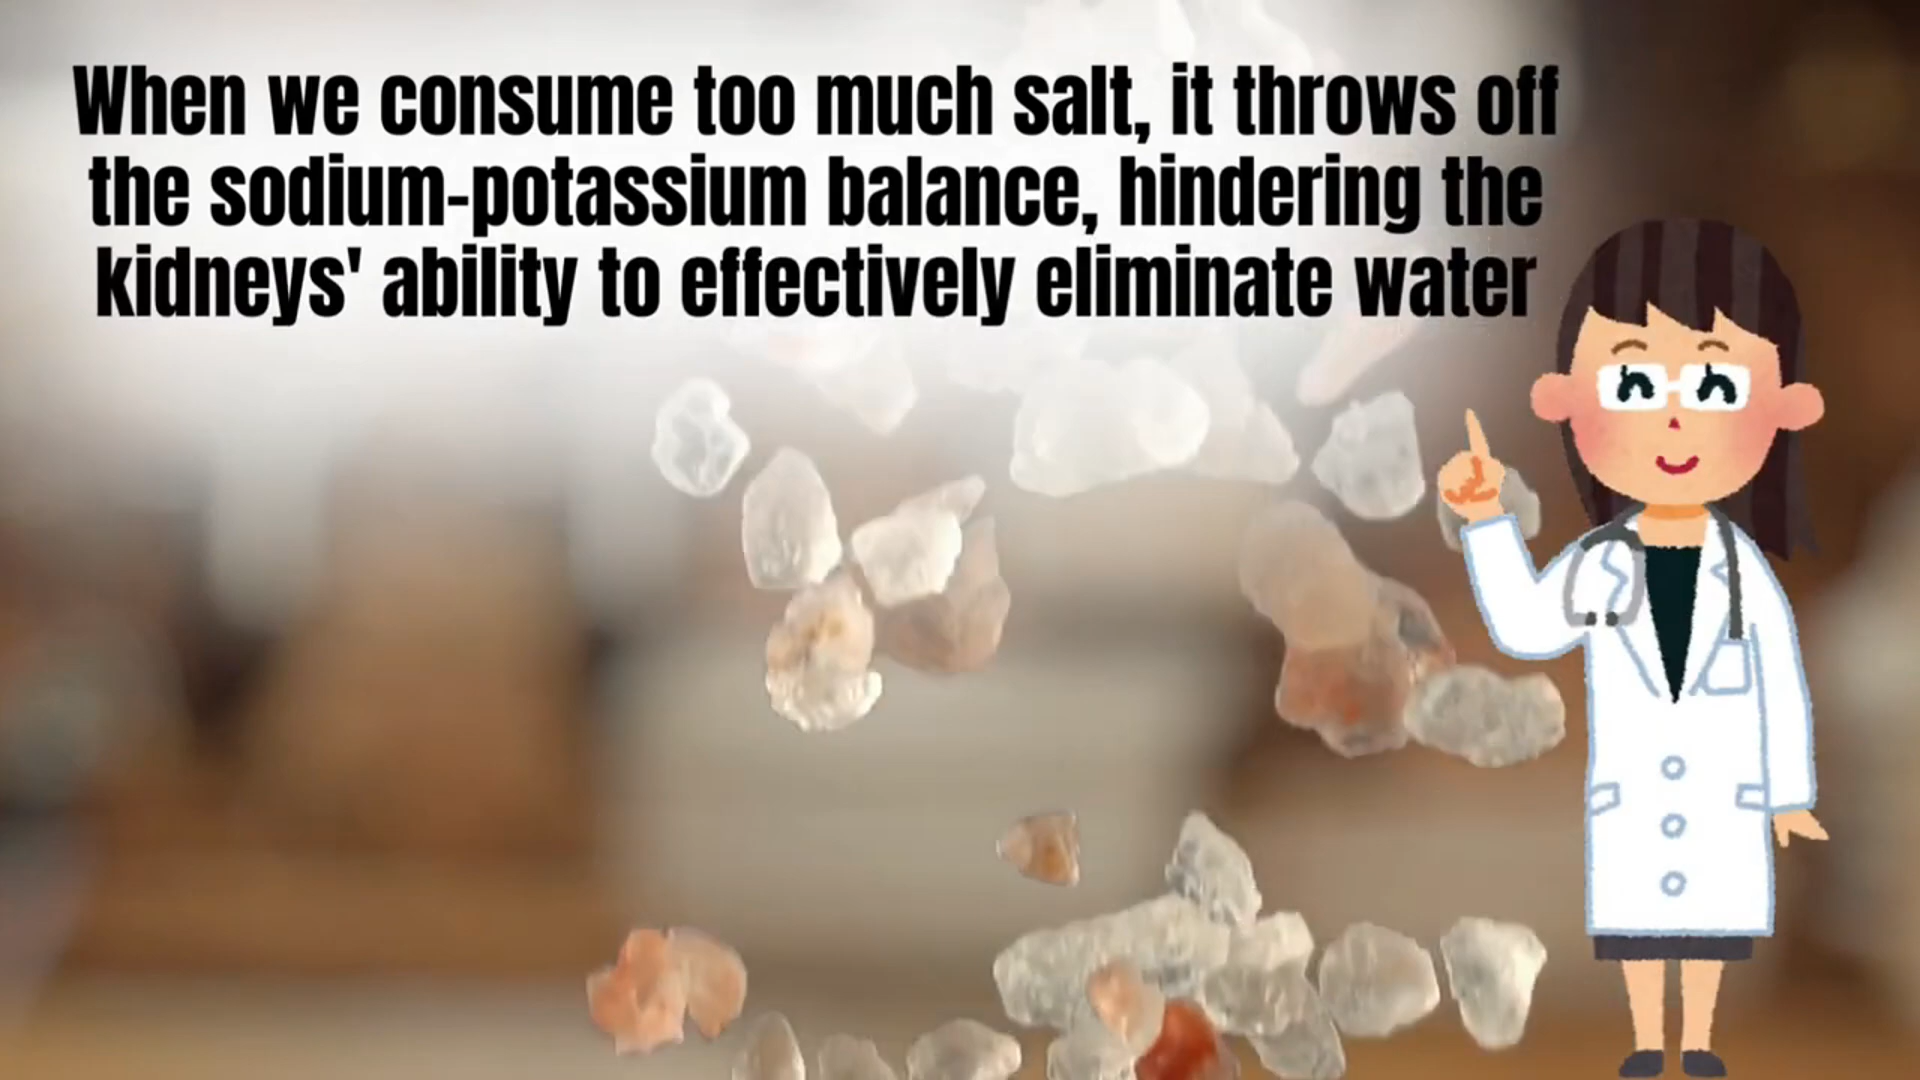 When we consume too much salt, it throws off
the sodium-potassium balance, hindering the
kidneys' ability to effectively eliminate water